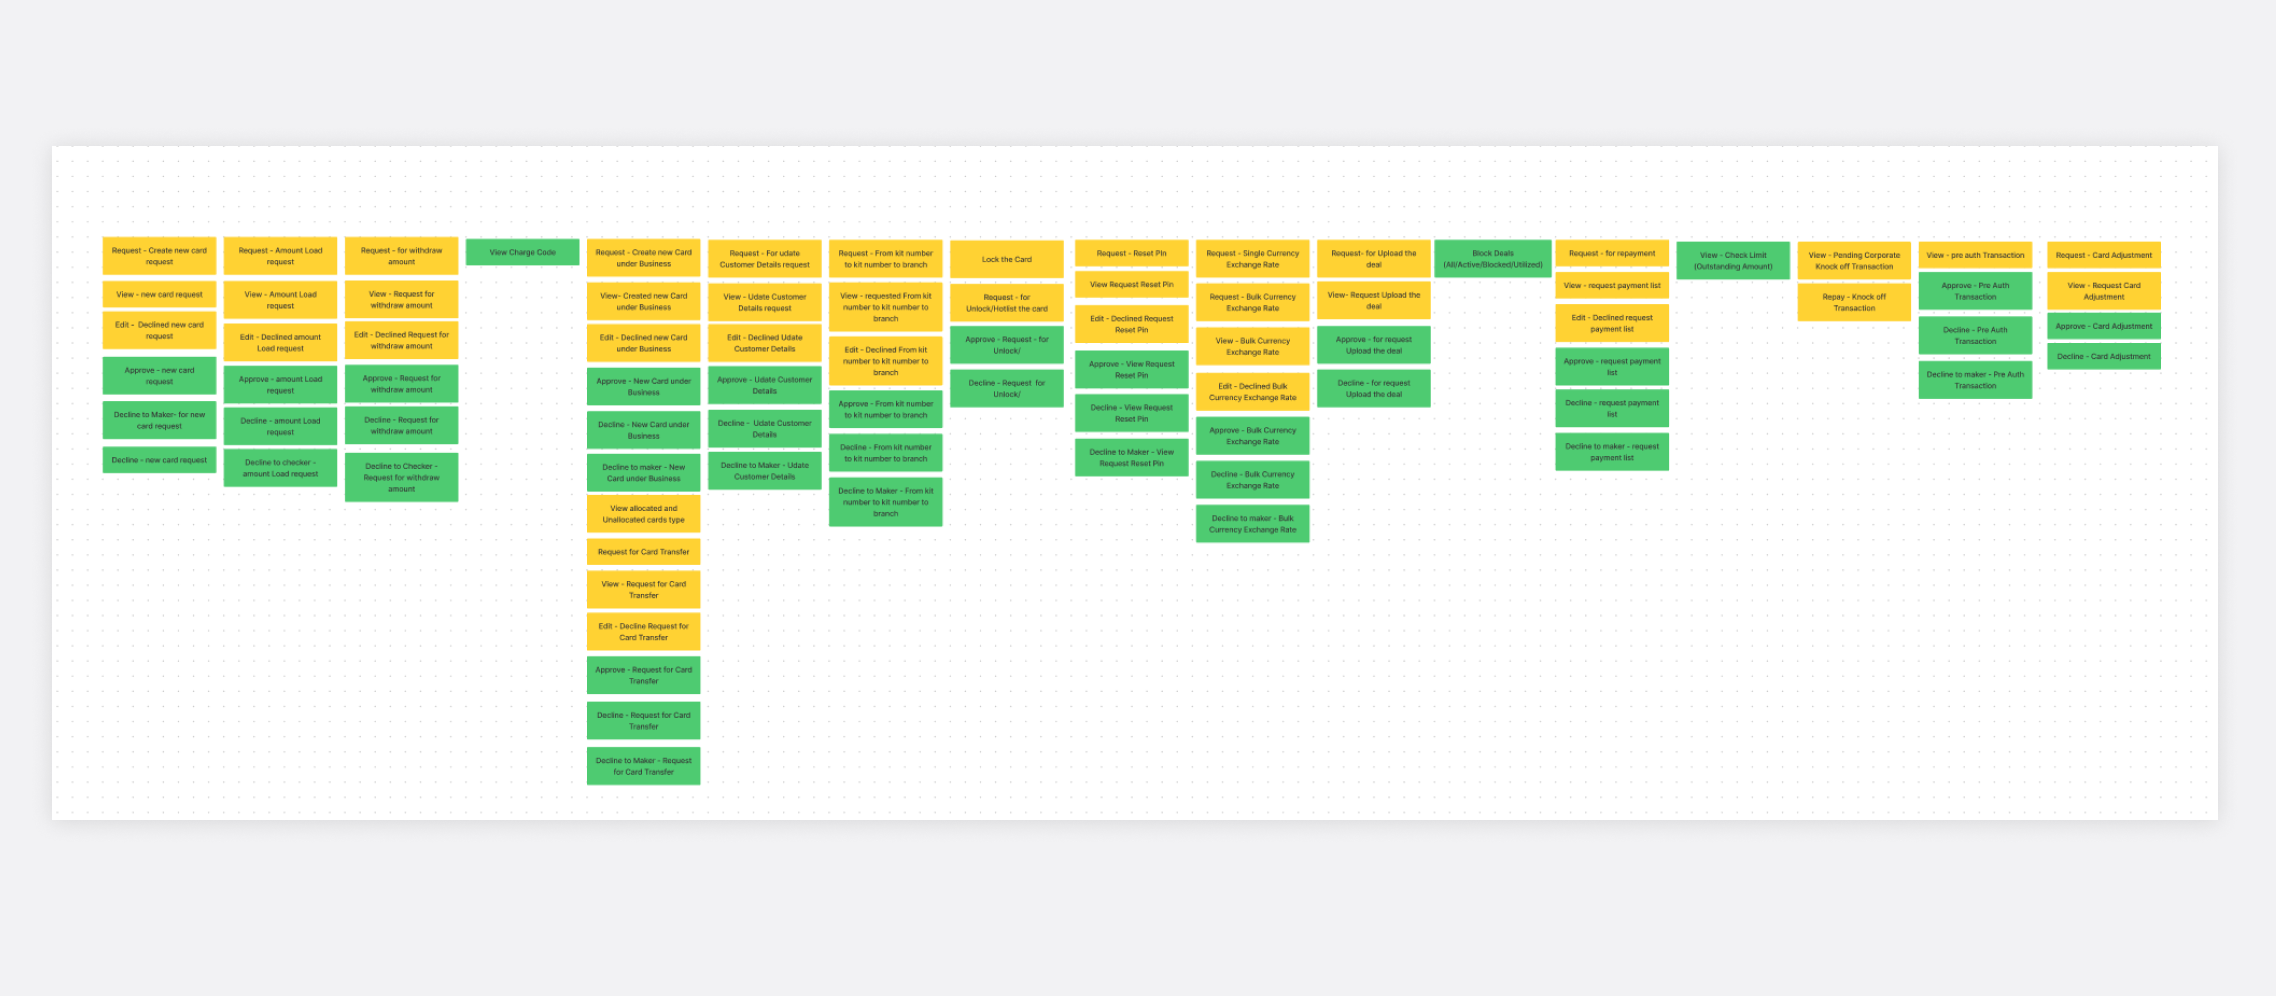 Request - Create new card
request
View - new card request
Edit -  Declined new card
request
Approve - new card
request
Decline to Maker- for new
card request
Decline - new card request
Request - Amount Load
request
View - Amount Load
request
Edit - Declined amount
Load request
Approve - amount Load
request
Decline - amount Load
request
Decline to checker -
amount Load request
Request - for withdraw
amount
View - Request for
withdraw amount
Edit - Declined Request for
withdraw amount
Approve - Request for
withdraw amount
Decline - Request for
withdraw amount
Decline to Checker -
Request for withdraw
amount
View Charge Code
Request - Create new Card
under Business
View- Created new Card
under Business
Edit - Declined new Card
under Business
Approve - New Card under
Business
Decline - New Card under
Business
Decline to maker - New
Card under Business
View allocated and
Unallocated cards type
Request for Card Transfer
View - Request for Card
Transfer
Edit - Decline Request for
Card Transfer
Approve - Request for Card
Transfer
Decline - Request for Card
Transfer
Decline to Maker - Request
for Card Transfer
Request - For udate
Customer Details request
View - Udate Customer
Details request
Edit - Declined Udate
Customer Details
Approve - Udate Customer
Details
Decline -  Udate Customer
Details
Decline to Maker - Udate
Customer Details
Request - From kit number
to kit number to branch
View - requested From kit
number to kit number to
branch
Edit - Declined From kit
number to kit number to
branch
Approve - From kit number
to kit number to branch
Decline - From kit number
to kit number to branch
Decline to Maker - From kit
number to kit number to
branch
Lock the Card
Request - for
Unlock/Hotlist the card
Approve - Request - for
Unlock/
Decline - Request  for
Unlock/
Request - Reset Pin
View Request Reset Pin
Edit - Declined Request
Reset Pin
Approve - View Request
Reset Pin
Decline - View Request
Reset Pin
Decline to Maker - View
Request Reset Pin
Request - Single Currency
Exchange Rate
Request - Bulk Currency
Exchange Rate
View - Bulk Currency
Exchange Rate
Edit - Declined Bulk
Currency Exchange Rate
Approve - Bulk Currency
Exchange Rate
Decline - Bulk Currency
Exchange Rate
Decline to maker - Bulk
Currency Exchange Rate
Request- for Upload the
deal
View- Request Upload the
deal
Approve - for request
Upload the deal
Decline - for request
Upload the deal
Block Deals
(All/Active/Blocked/Utilized)
Request - for repayment
View - request payment list
Edit - Declined request
payment list
Approve - request payment
list
Decline - request payment
list
Decline to maker - request
payment list
View - Check Limit
(Outstanding Amount)
View - Pending Corporate
Knock off Transaction
Repay - Knock off
Transaction
View - pre auth Transaction
Approve - Pre Auth
Transaction
Decline - Pre Auth
Transaction
Decline to maker - Pre Auth
Transaction
Request - Card Adjustment
View - Request Card
Adjustment
Approve - Card Adjustment
Decline - Card Adjustment